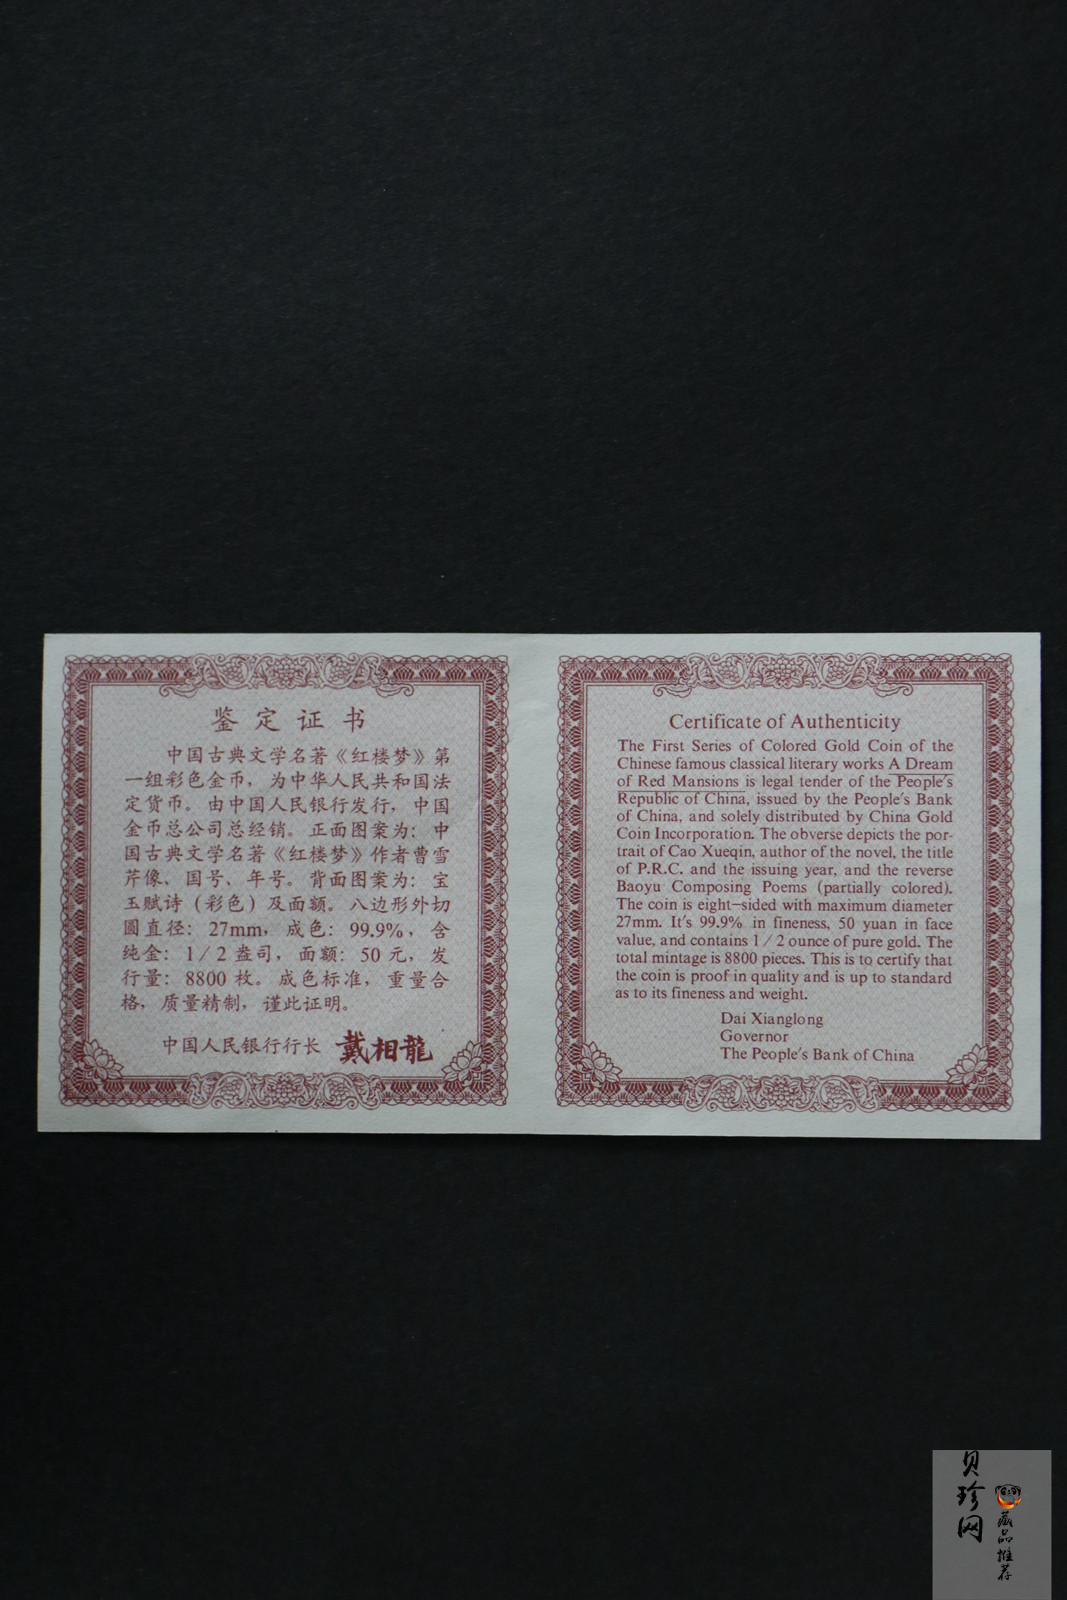 鉴定证书
中国古典文学名著《红楼梦》第
一组彩色金币，为中华人民共和国法
定货币。由中国人民银行发行，中国
金币总公司总经销。正面图案为：中
国古典文学名著《红楼梦》作者曹雪
芹像、国号、年号。背面图案为：宝
玉赋诗（彩色）及面额。八边形外切
圆直径：27mm，成色：99.9%，含
纯金：1/2盎司，面额：50元，发
行量：8800枚。成色标准，重量合
格，质量精制，谨此证明。
中国人民银行行长 戴相龍
Certificate of Authenticity
The First Series of Colored Gold Coin of the
Chinese famous classical literary works A Dream
of Red Mansions is legal tender of the People's
Republic of China, issued by the People's Bank
of China, and solely distributed by China Gold
Coin Incorporation. The obverse depicts the por-
trait of Cao Xueqin, author of the novel, the title
of P.R.C. and the issuing year, and the reverse
Baoyu Composing Poems (partially colored).
The coin is eight-sided with maximum diameter
27mm. It's 99.9% in fineness, 50 yuan in face
value, and contains 1/2 ounce of pure gold. The
total mintage is 8800 pieces. This is to certify that
the coin is proof in quality and is up to standard
as to its fineness and weight.
Dai Xianglong
Governor
The People's Bank of China
贝珍网
藏品推荐